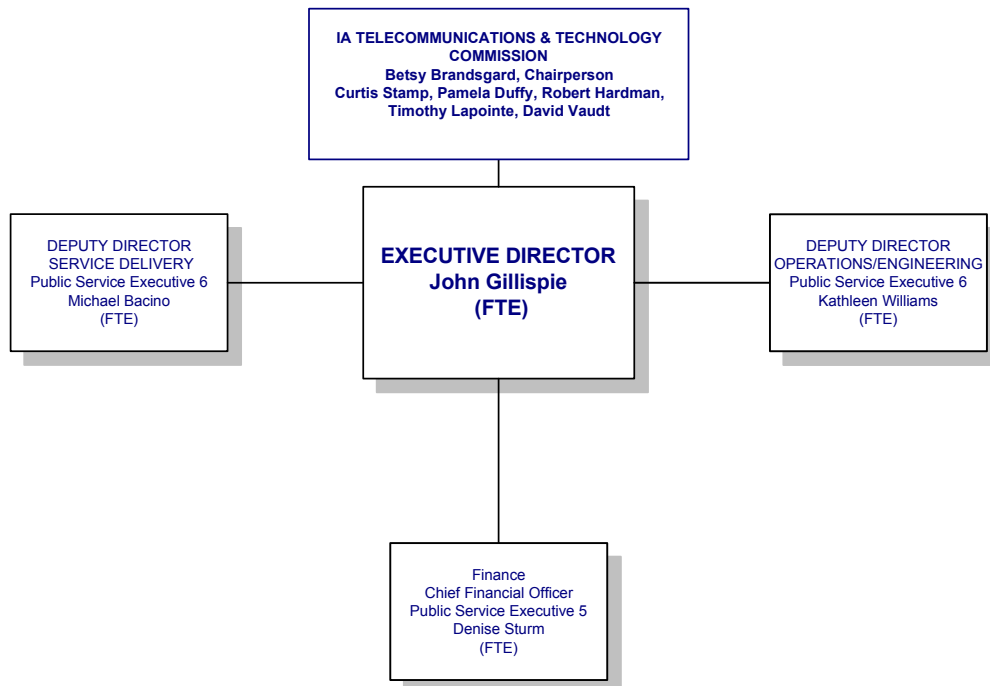 IA TELECOMMUNICATIONS & TECHNOLOGY
COMMISSION
Betsy Brandsgard, Chairperson
Curtis Stamp, Pamela Duffy, Robert Hardman,
Timothy Lapointe, David Vaudt
EXECUTIVE DIRECTOR
John Gillispie
(FTE)
DEPUTY DIRECTOR
SERVICE DELIVERY
Public Service Executive 6
Michael Bacino
(FTE)
DEPUTY DIRECTOR
OPERATIONS/ENGINEERING
Public Service Executive 6
Kathleen Williams
(FTE)
Finance
Chief Financial Officer
Public Service Executive 5
Denise Sturm
(FTE)